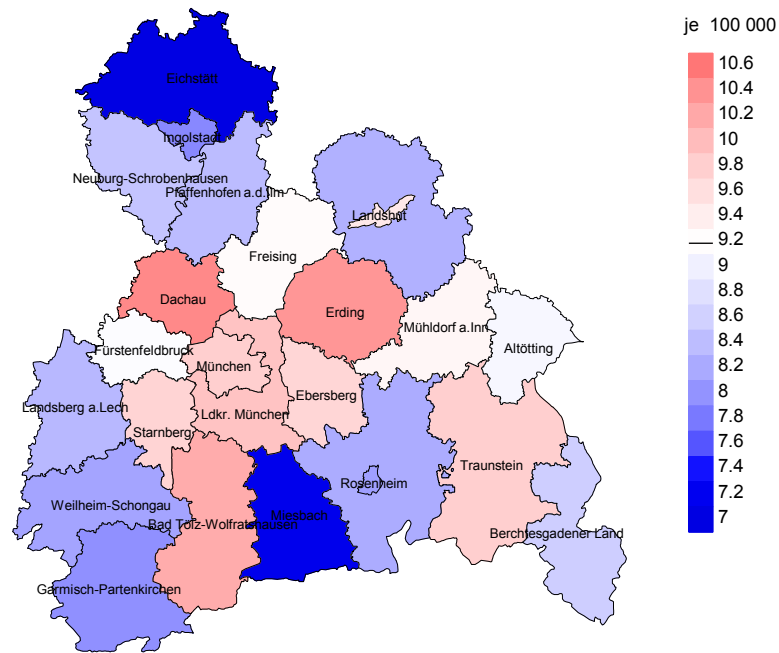 je 100 000
10.6
10.4
10.2
10
9.8
9.6
9.4
9.2
9
8.8
8.6
8.4
8.2
8
7.8
7.6
7.4
7.2
7
Eichstätt
Ingolstadt
Neuburg-Schrobenhausen
Pfaffenhofen a.d.Ilm
Landshut
Freising
Dachau
Erding
Mühldorf a.Inn
Altötting
Fürstenfeldbruck
München
Ebersberg
Landsberg a.Lech
Ldkr. München
Starnberg
Traunstein
Rosenheim
Weilheim-Schongau
Miesbach
Bad Tölz-Wolfratshausen
Berchtesgadener Land
Garmisch-Partenkirchen